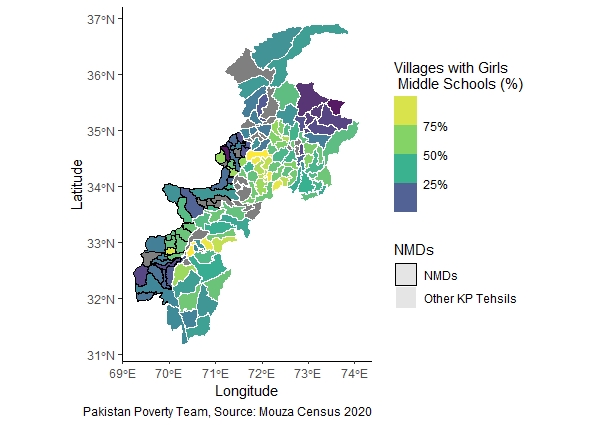 37°N
36°N
35°N
34°N
33°N
32°N
31°N
Latitude
69°E 70°E 71°E 72°E 73°E 74°E
Longitude
Pakistan Poverty Team, Source: Mouza Census 2020
Villages with Girls
Middle Schools (%)
75%
50%
25%
NMDs
NMDs
Other KP Tehsils